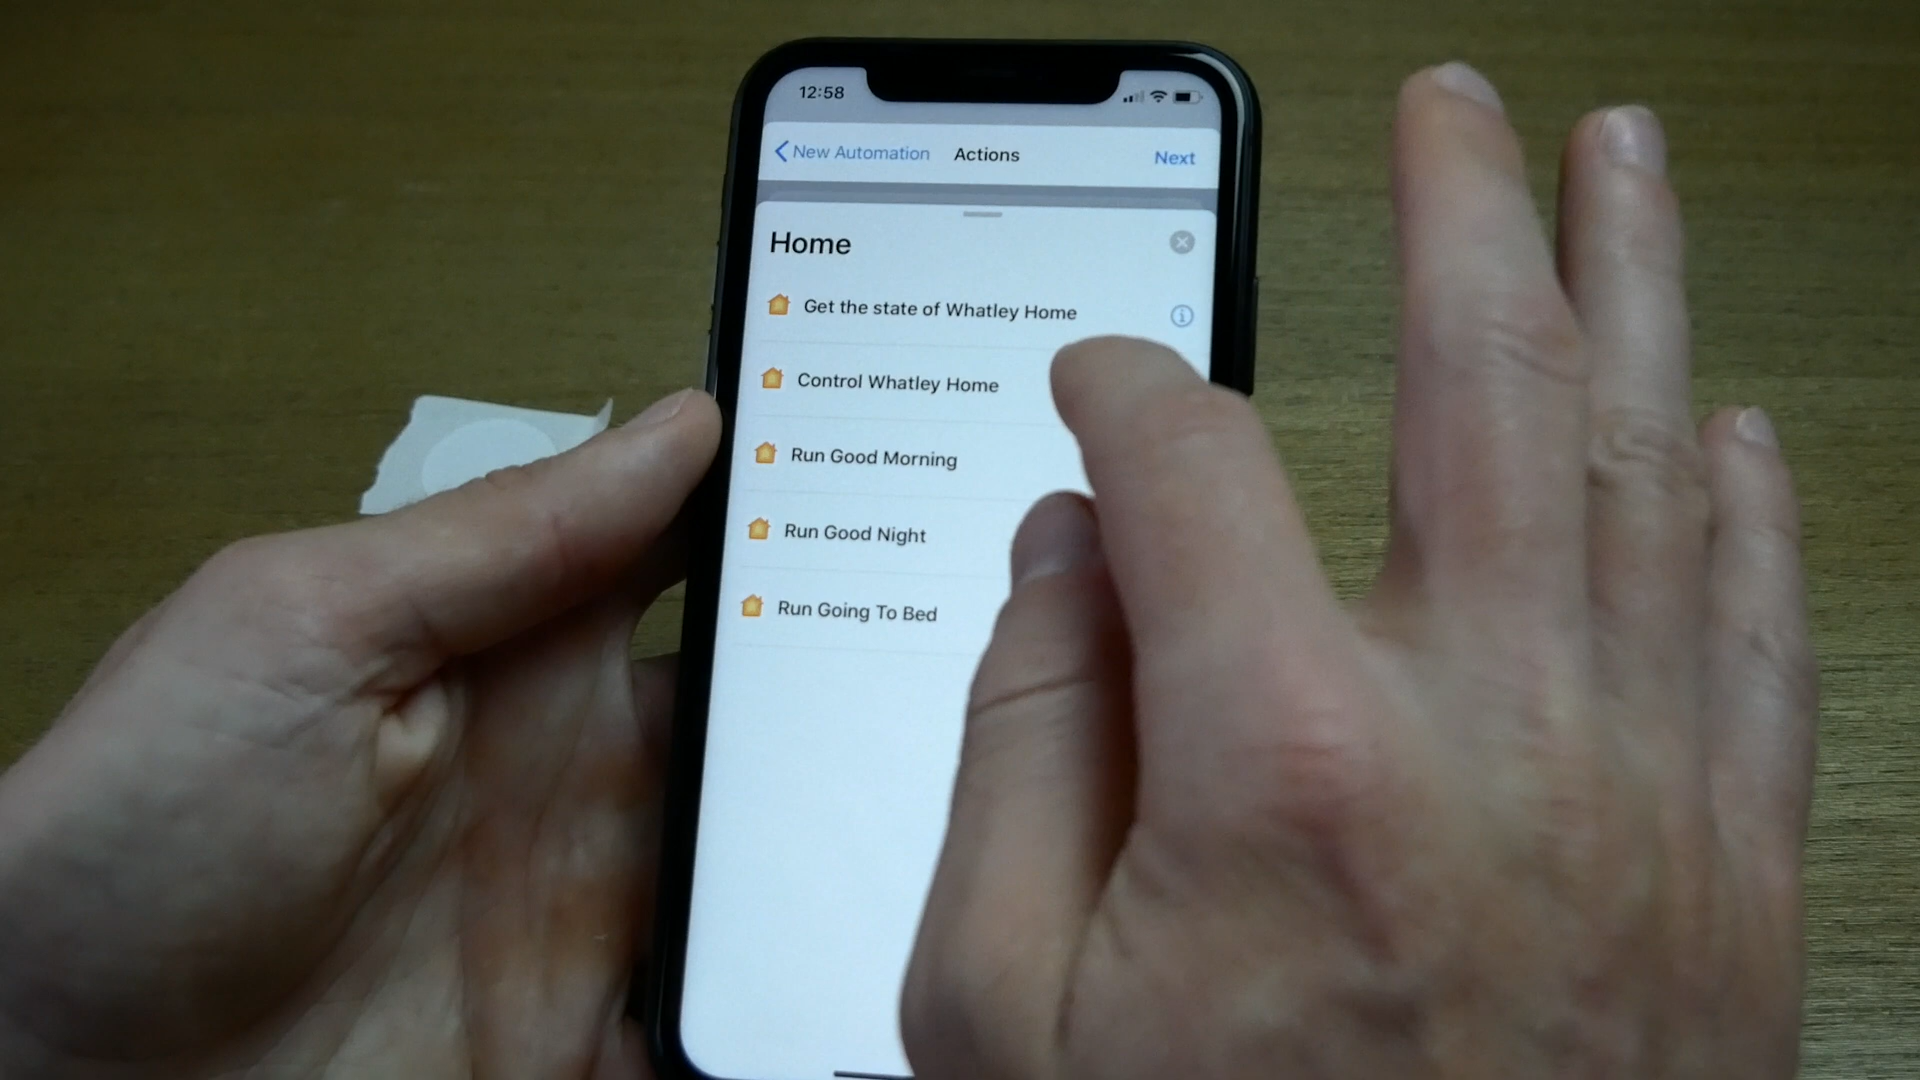 12:58
New Automation Actions Next
Home
Get the state of Whatley Home
Control Whatley Home
Run Good Morning
Run Good Night
Run Going To Bed